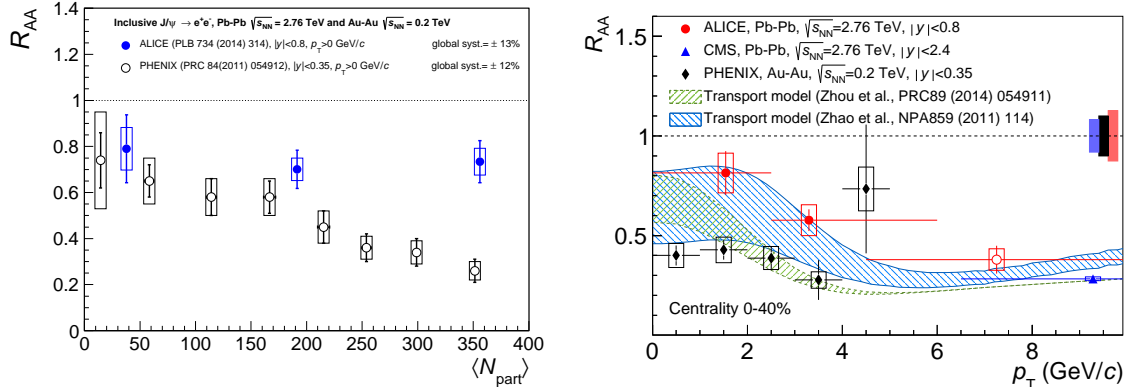 Inclusive J/ψ → e⁺e⁻, Pb-Pb √s_NN = 2.76 TeV and Au-Au √s_NN = 0.2 TeV
ALICE (PLB 734 (2014) 314), |y|<0.8, p_T>0 GeV/c global syst.= ± 13%
PHENIX (PRC 84(2011) 054912), |y|<0.35, p_T>0 GeV/c global syst.= ± 12%
R_AA
1.4
1.2
1
0.8
0.6
0.4
0.2
0
0 50 100 150 200 250 300 350 400
⟨N_part⟩
ALICE, Pb-Pb, √s_NN=2.76 TeV, |y|<0.8
CMS, Pb-Pb, √s_NN=2.76 TeV, |y|<2.4
PHENIX, Au-Au, √s_NN=0.2 TeV, |y|<0.35
Transport model (Zhou et al., PRC89 (2014) 054911)
Transport model (Zhao et al., NPA859 (2011) 114)
R_AA
1.5
1
0.5
Centrality 0-40%
0 2 4 6 8
p_T (GeV/c)